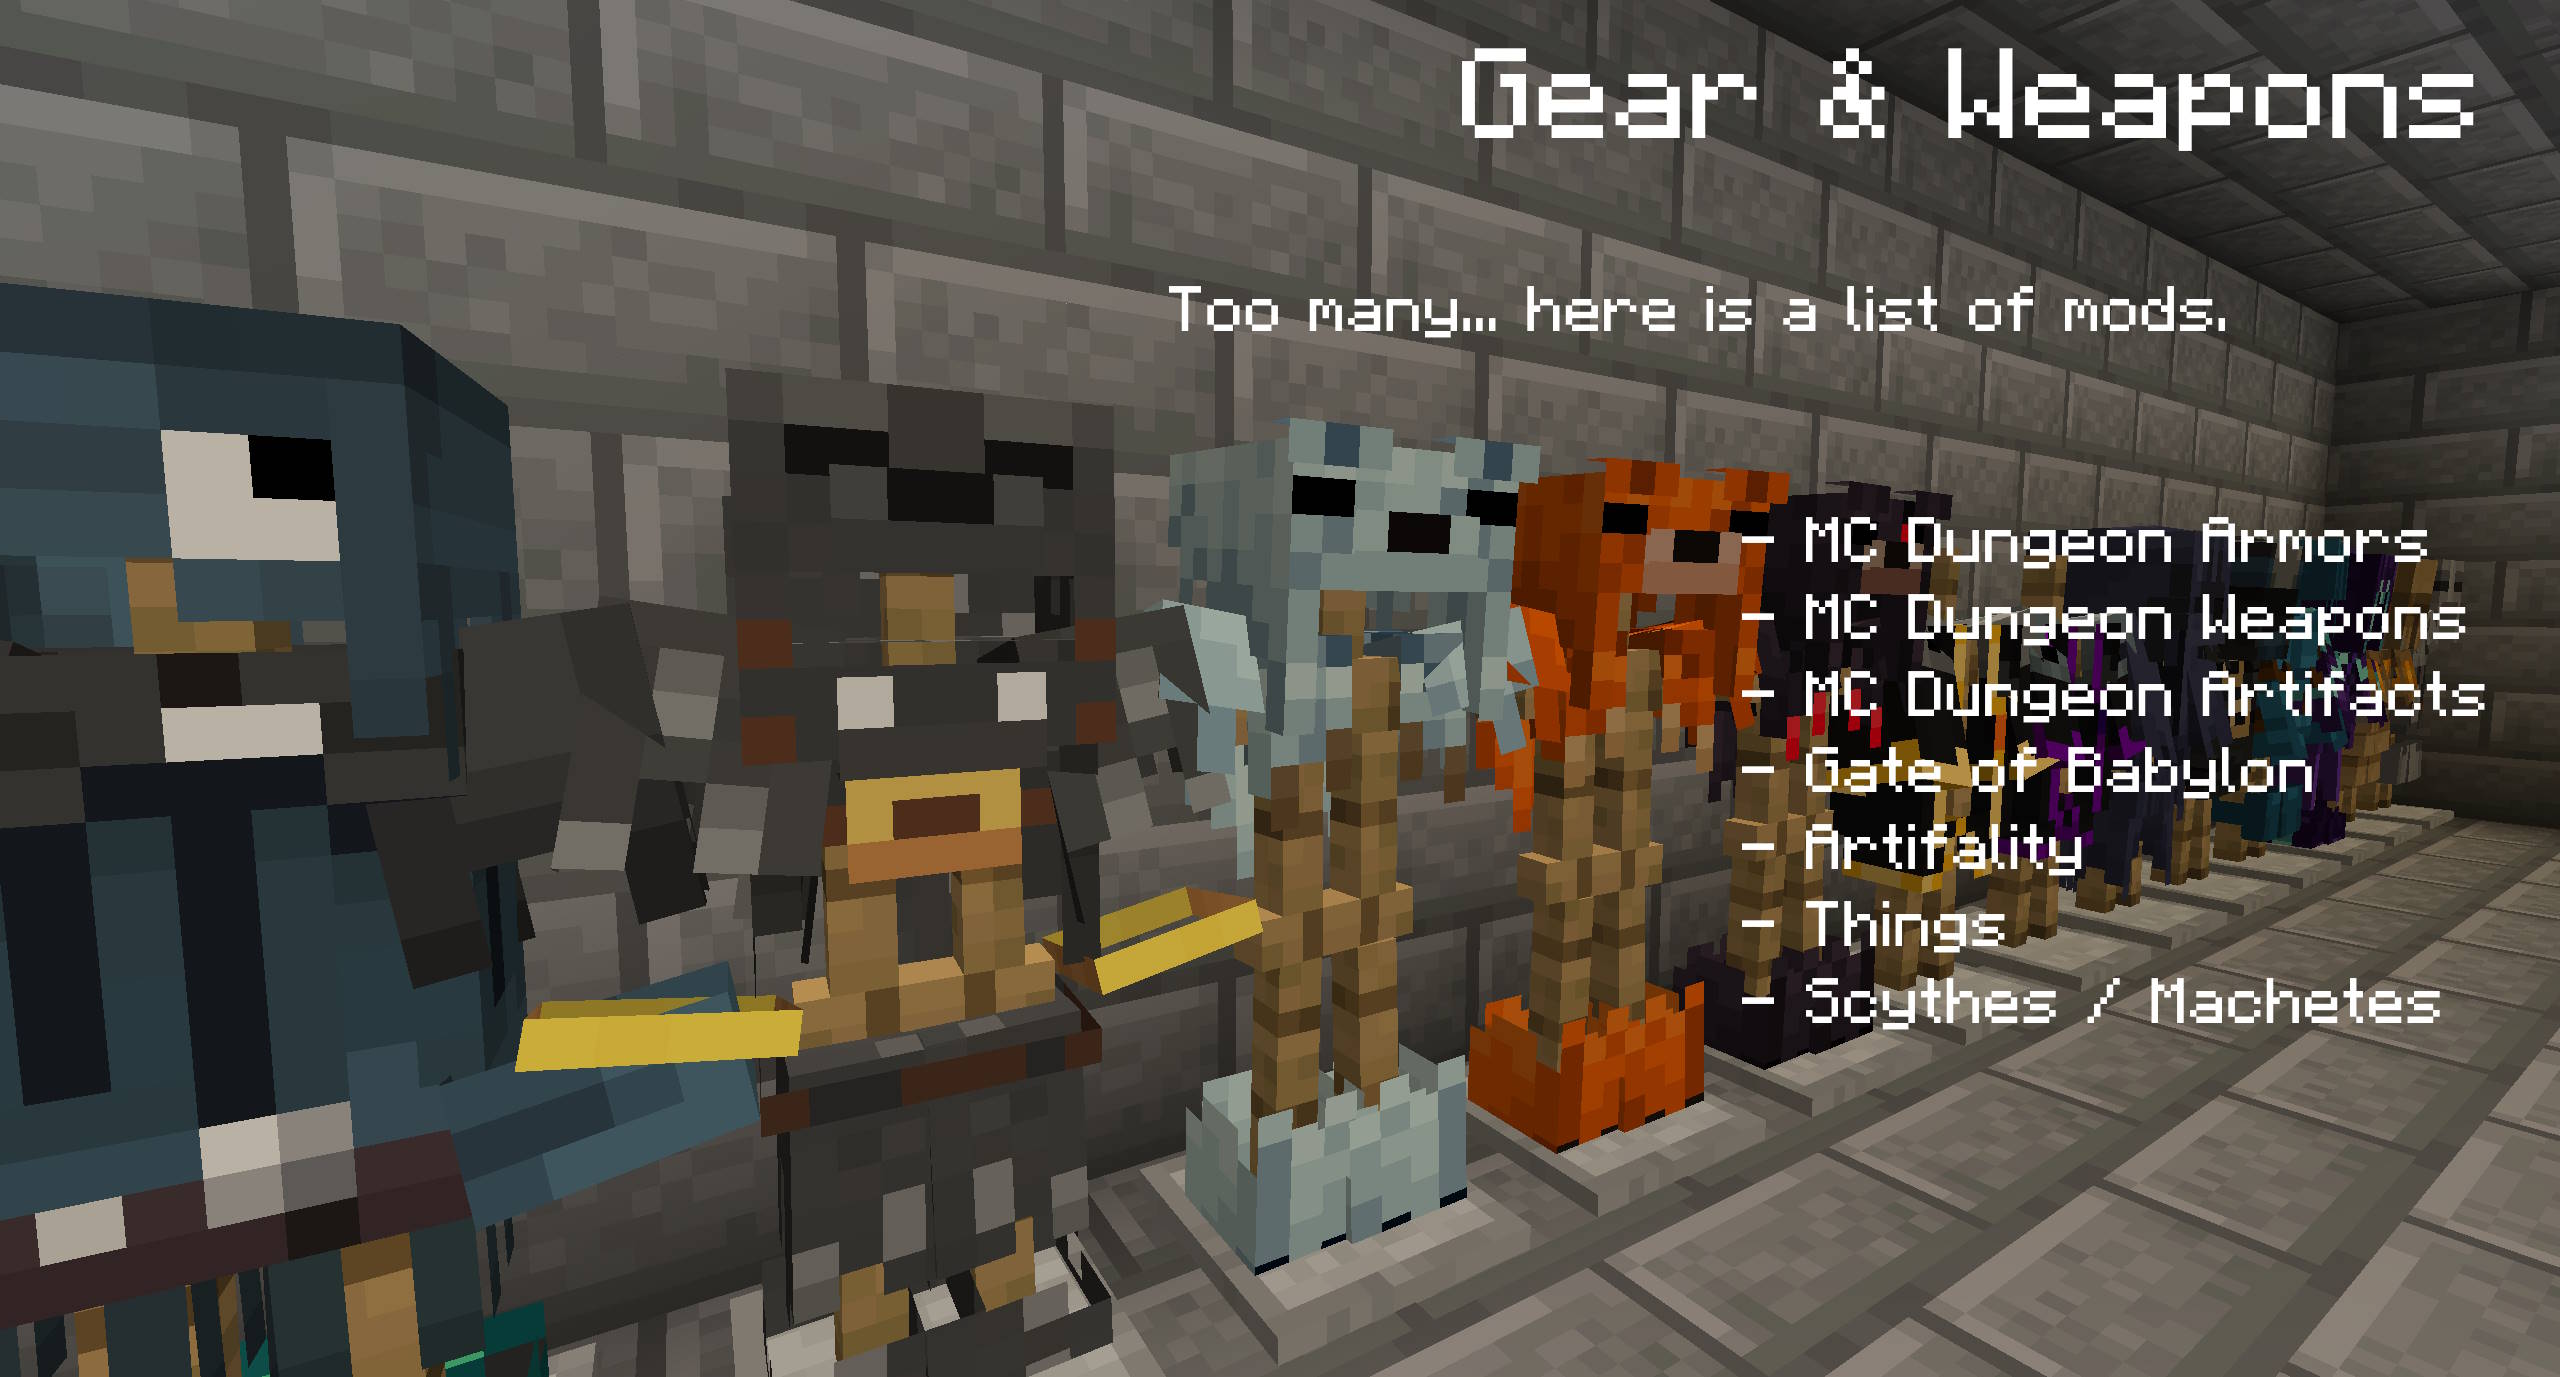 Gear & Weapons
Too many... here is a list of mods.
- MC Dungeon Armors
- MC Dungeon Weapons
- MC Dungeon Artifacts
- Gate of Babylon
- Artifality
- Things
- Scythes / Machetes